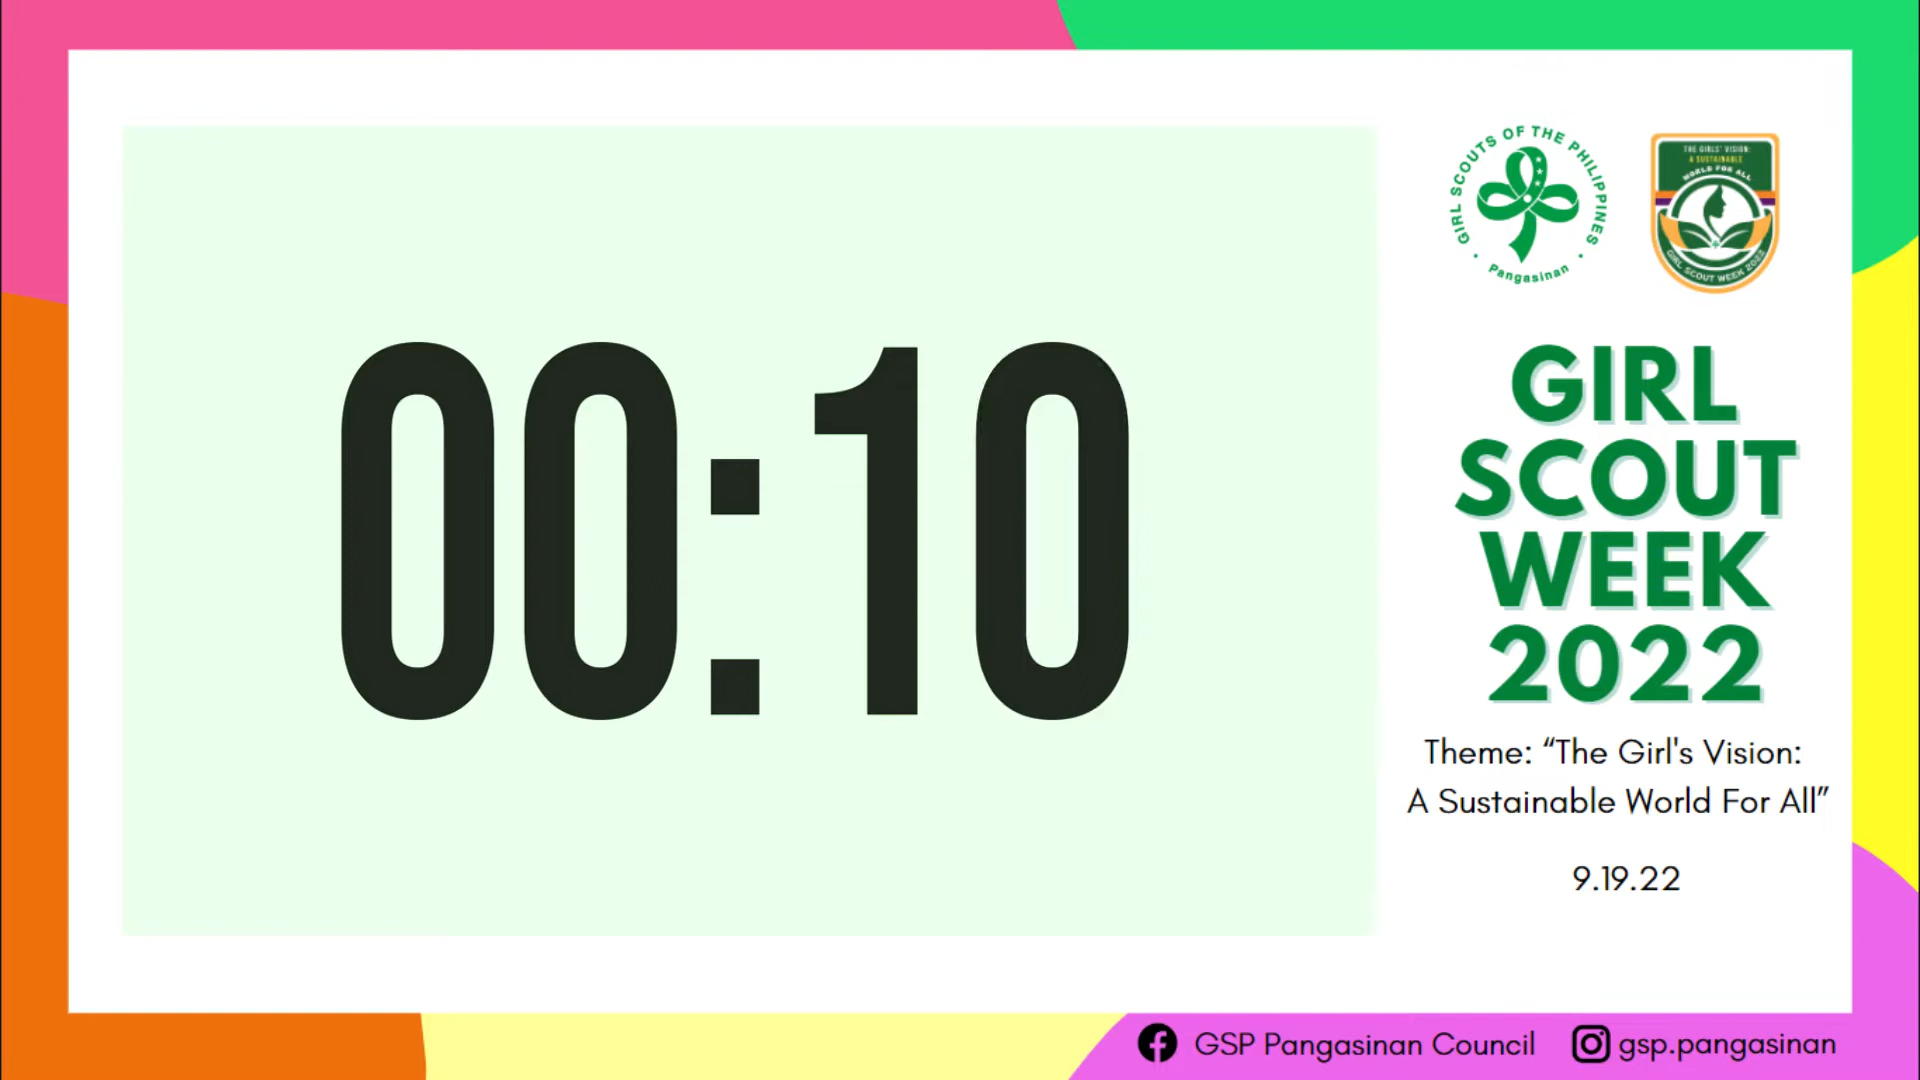 00:10
GIRL SCOUTS OF THE PHILIPPINES
Pangasinan
THE GIRLS' VISION:
A SUSTAINABLE
WORLD FOR ALL
GIRL SCOUT WEEK 2022
GIRL
SCOUT
WEEK
2022
Theme: “The Girl's Vision:
A Sustainable World For All”
9.19.22
GSP Pangasinan Council
gsp.pangasinan